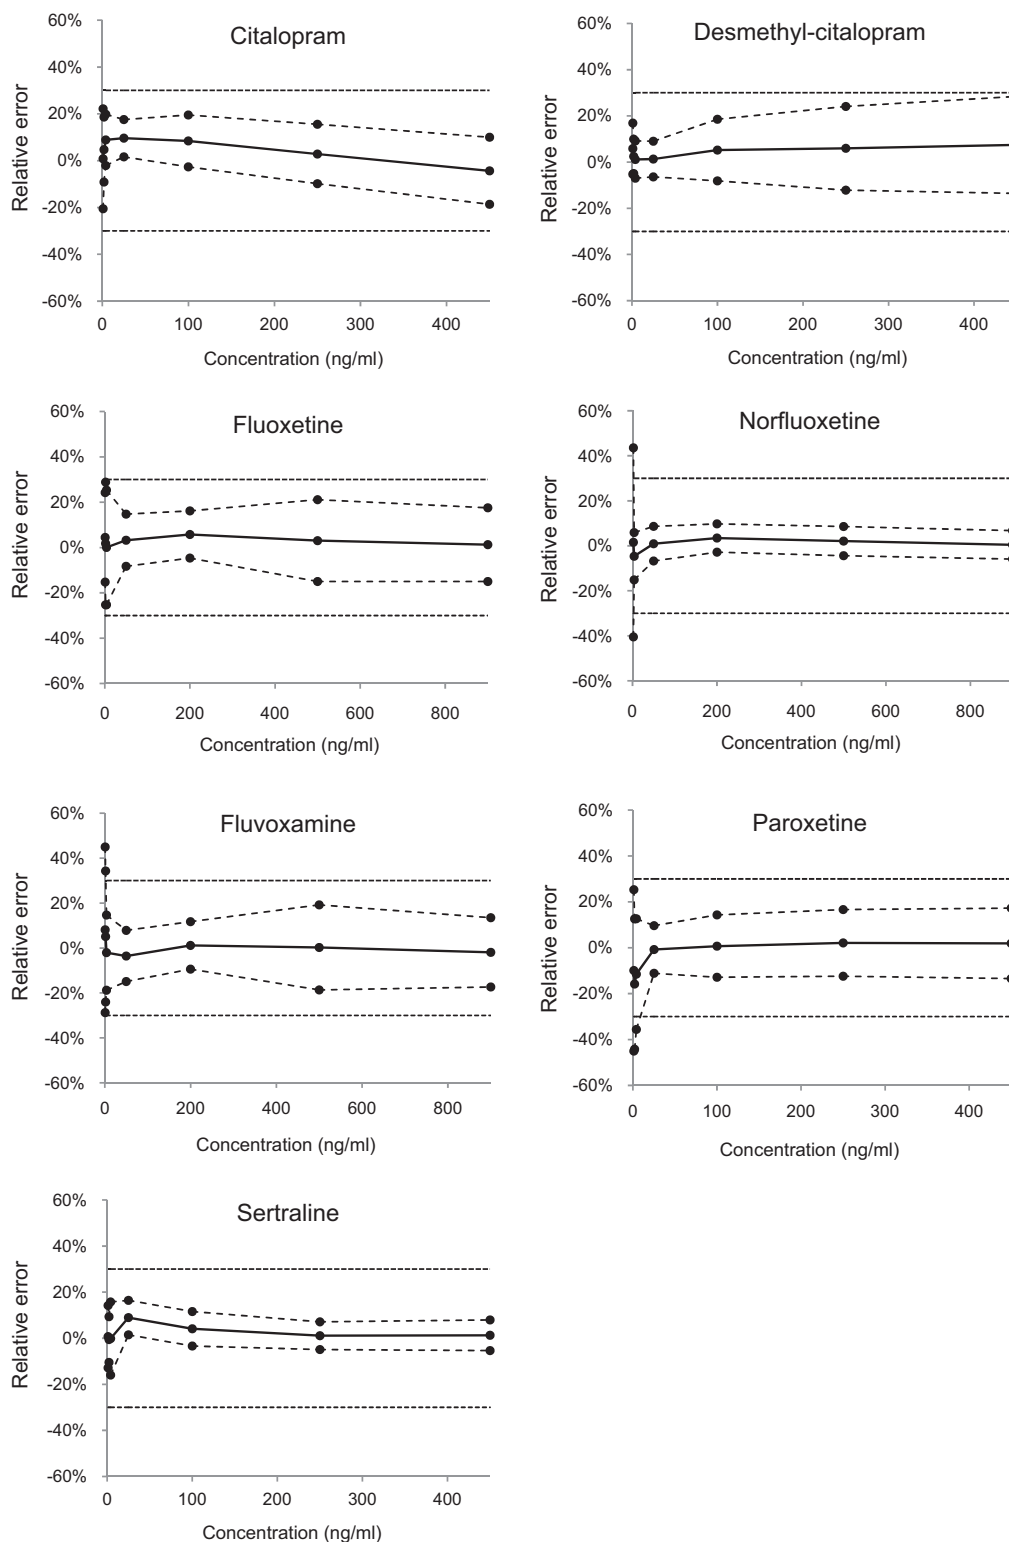 Citalopram
60%
40%
20%
0%
-20%
-40%
-60%
Relative error
0 100 200 300 400
Concentration (ng/ml)
Desmethyl-citalopram
60%
40%
20%
0%
-20%
-40%
-60%
Relative error
0 100 200 300 400
Concentration (ng/ml)
Fluoxetine
60%
40%
20%
0%
-20%
-40%
-60%
Relative error
0 200 400 600 800
Concentration (ng/ml)
Norfluoxetine
60%
40%
20%
0%
-20%
-40%
-60%
Relative error
0 200 400 600 800
Concentration (ng/ml)
Fluvoxamine
60%
40%
20%
0%
-20%
-40%
-60%
Relative error
0 200 400 600 800
Concentration (ng/ml)
Paroxetine
60%
40%
20%
0%
-20%
-40%
-60%
Relative error
0 100 200 300 400
Concentration (ng/ml)
Sertraline
60%
40%
20%
0%
-20%
-40%
-60%
Relative error
0 100 200 300 400
Concentration (ng/ml)